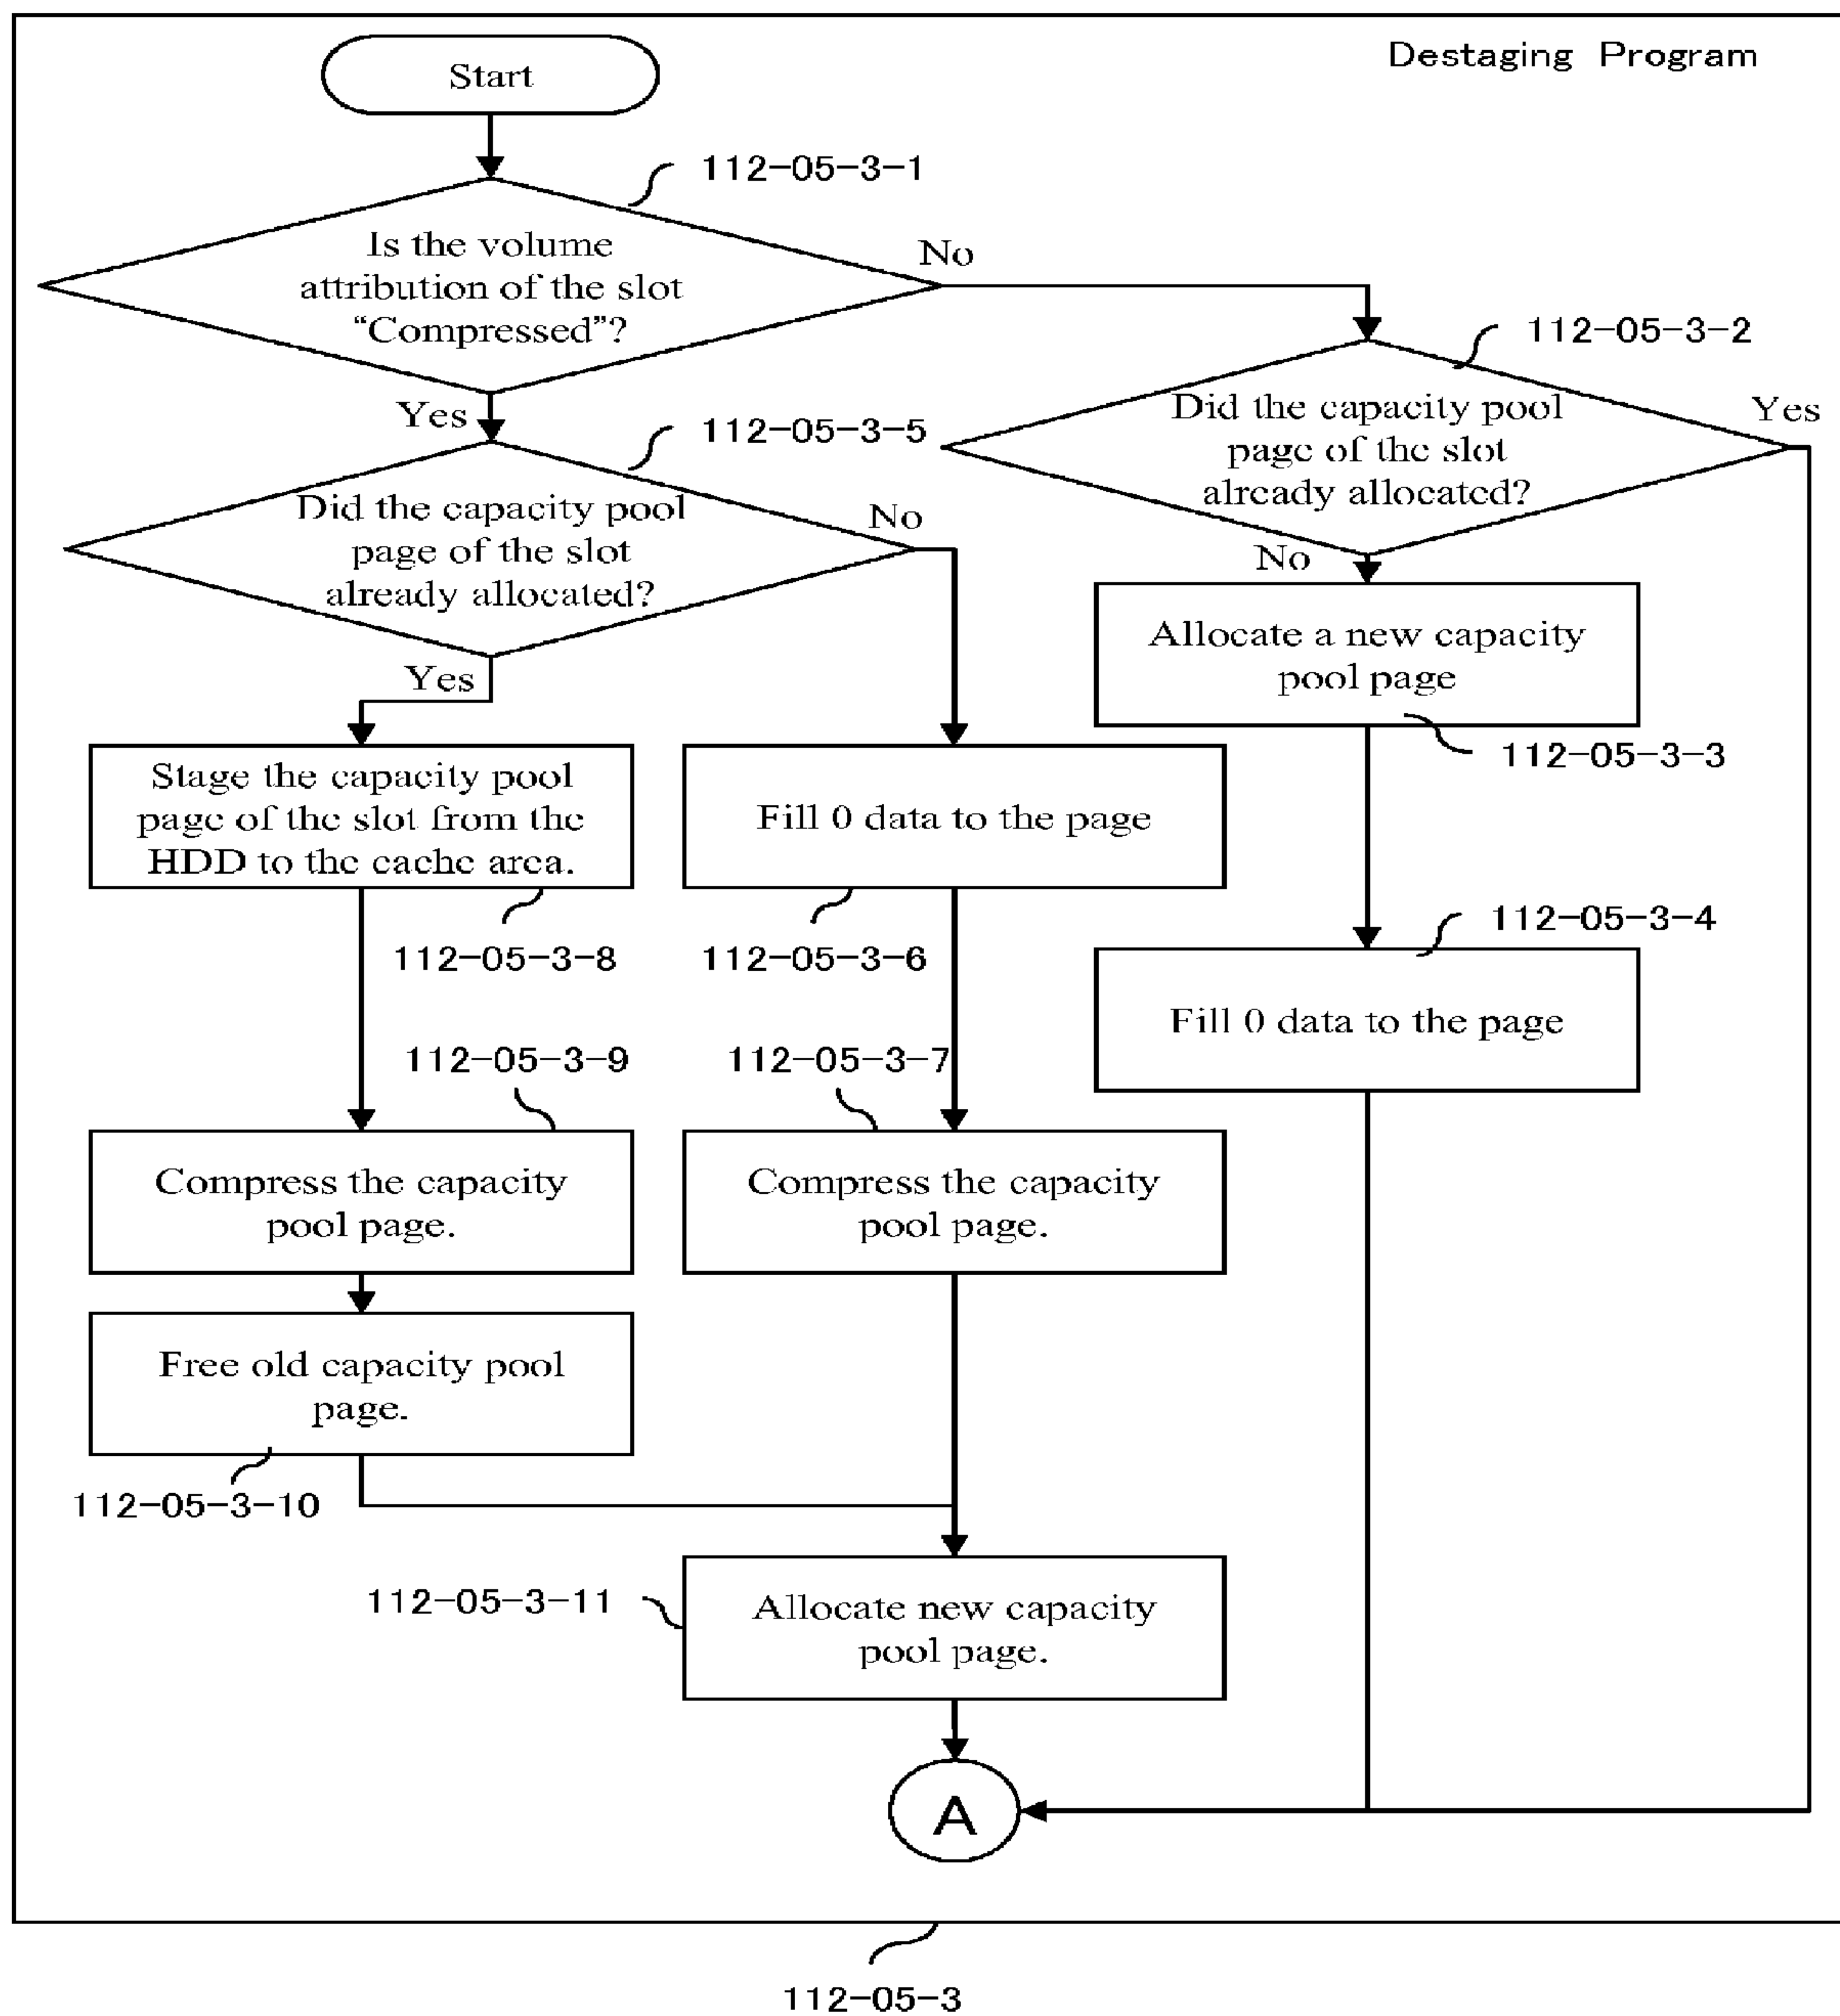 Destaging Program
Start
112-05-3-1
Is the volume
attribution of the slot
“Compressed”?
No
Yes
112-05-3-2
Did the capacity pool
page of the slot
already allocated?
Yes
No
112-05-3-5
Did the capacity pool
page of the slot
already allocated?
No
Yes
Allocate a new capacity
pool page
112-05-3-3
Stage the capacity pool
page of the slot from the
HDD to the cache area.
112-05-3-8
Fill 0 data to the page
112-05-3-6
112-05-3-4
Fill 0 data to the page
112-05-3-9
Compress the capacity
pool page.
112-05-3-7
Compress the capacity
pool page.
Free old capacity pool
page.
112-05-3-10
112-05-3-11
Allocate new capacity
pool page.
A
112-05-3